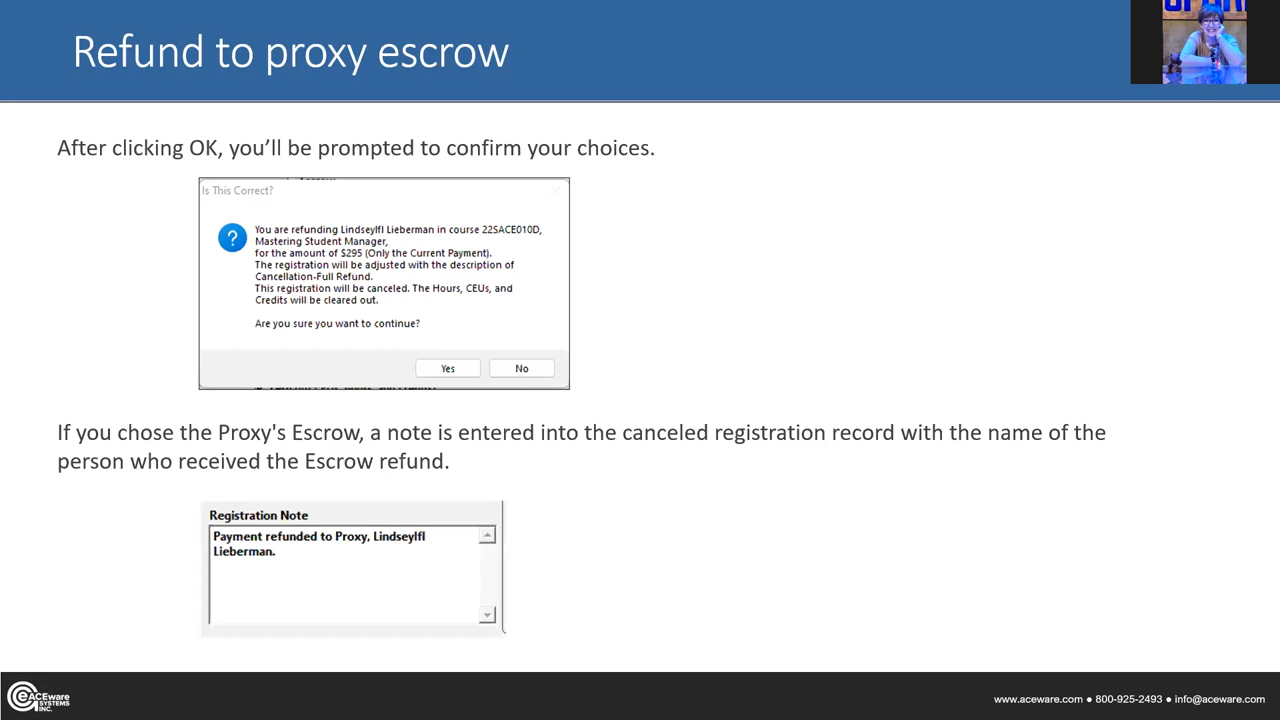 Refund to proxy escrow
After clicking OK, you'll be prompted to confirm your choices.
Is This Correct?
You are refunding Lindseylfl Lieberman in course 22SACE010D,
Mastering Student Manager,
for the amount of $295 (Only the Current Payment).
The registration will be adjusted with the description of
Cancellation-Full Refund.
This registration will be canceled. The Hours, CEUs, and
Credits will be cleared out.
Are you sure you want to continue?
Yes
No
If you chose the Proxy's Escrow, a note is entered into the canceled registration record with the name of the
person who received the Escrow refund.
Registration Note
Payment refunded to Proxy, Lindseylfl
Lieberman.
ACEware
SYSTEMS
INC.
www.aceware.com ● 800-925-2493 ● info@aceware.com